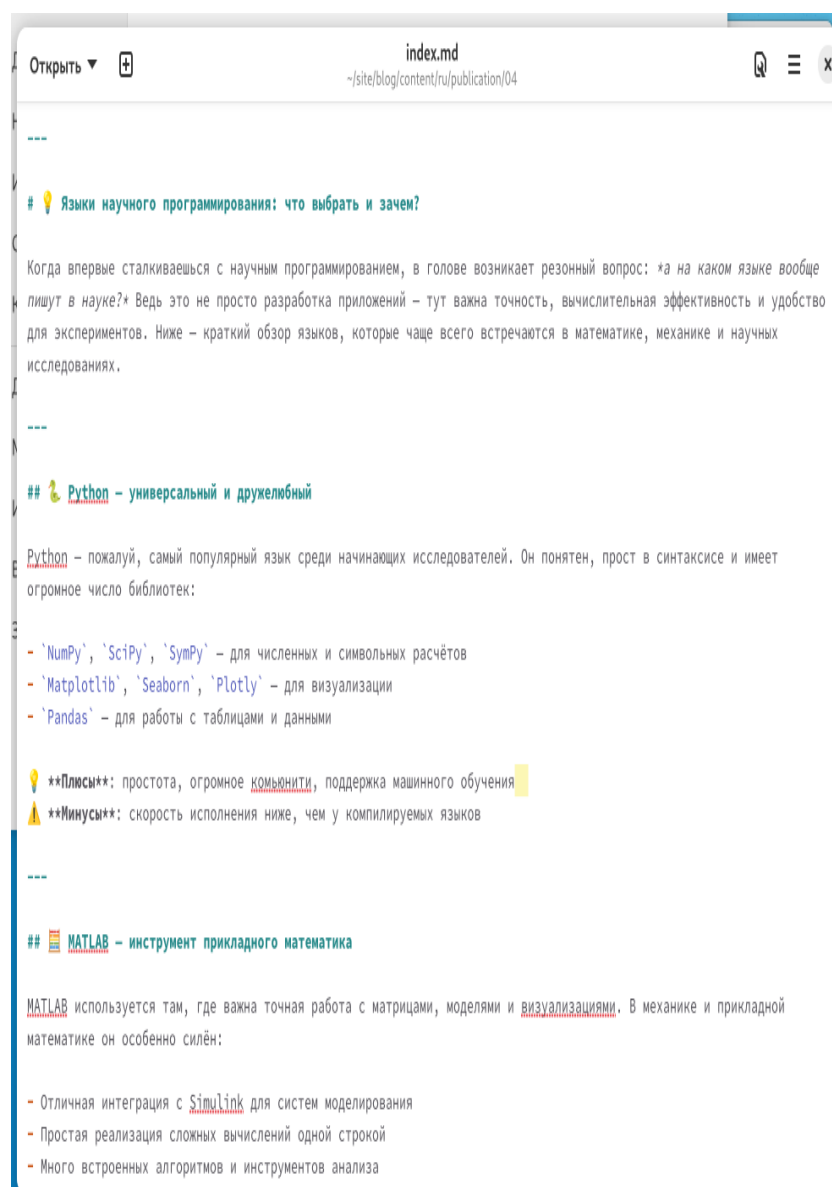 Открыть
index.md
~/site/blog/content/ru/publication/04
---
# 💡 Языки научного программирования: что выбрать и зачем?
Когда впервые сталкиваешься с научным программированием, в голове возникает резонный вопрос: *а на каком языке вообще
пишут в науке?* Ведь это не просто разработка приложений — тут важна точность, вычислительная эффективность и удобство
для экспериментов. Ниже — краткий обзор языков, которые чаще всего встречаются в математике, механике и научных
исследованиях.
---
## 🐍 Python — универсальный и дружелюбный
Python — пожалуй, самый популярный язык среди начинающих исследователей. Он понятен, прост в синтаксисе и имеет
огромное число библиотек:
- `NumPy`, `SciPy`, `SymPy` — для численных и символьных расчётов
- `Matplotlib`, `Seaborn`, `Plotly` — для визуализации
- `Pandas` — для работы с таблицами и данными
💡 **Плюсы**: простота, огромное комьюнити, поддержка машинного обучения
⚠️ **Минусы**: скорость исполнения ниже, чем у компилируемых языков
---
## 🧮 MATLAB — инструмент прикладного математика
MATLAB используется там, где важна точная работа с матрицами, моделями и визуализациями. В механике и прикладной
математике он особенно силён:
- Отличная интеграция с Simulink для систем моделирования
- Простая реализация сложных вычислений одной строкой
- Много встроенных алгоритмов и инструментов анализа